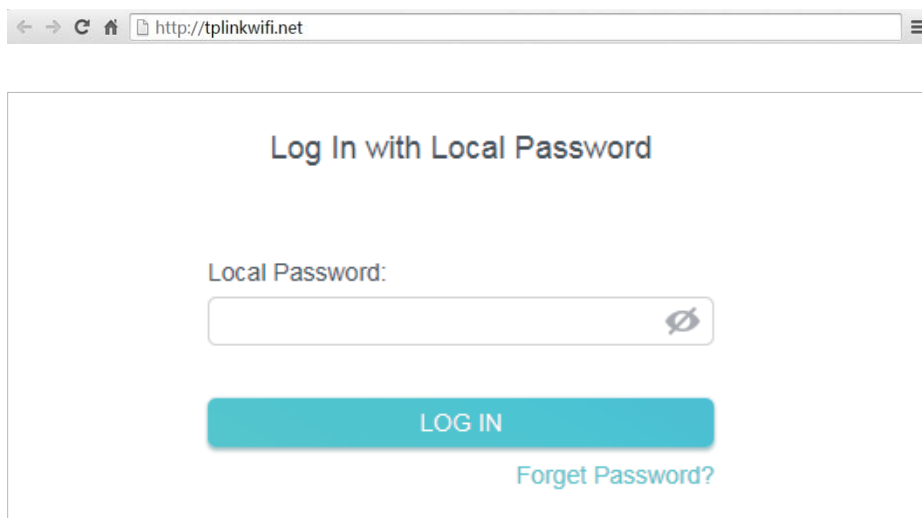 http://tplinkwifi.net
Log In with Local Password
Local Password:
LOG IN
Forget Password?